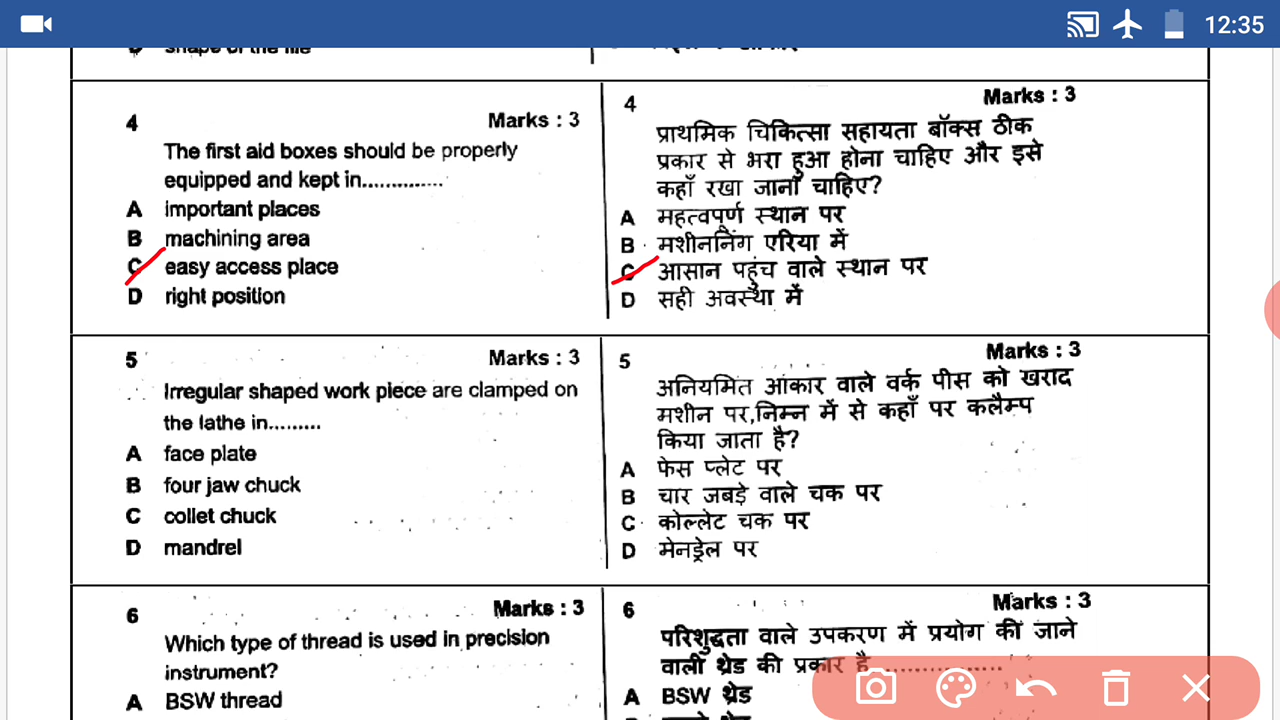 12:35
shape of the file
4 Marks : 3
The first aid boxes should be properly
equipped and kept in..............
A important places
B machining area
C easy access place
D right position
4 Marks : 3
प्राथमिक चिकित्सा सहायता बॉक्स ठीक
प्रकार से भरा हुआ होना चाहिए और इसे
कहाँ रखा जाना चाहिए?
A महत्वपूर्ण स्थान पर
B मशीननिंग एरिया में
C आसान पहुंच वाले स्थान पर
D सही अवस्था में
5 Marks : 3
Irregular shaped work piece are clamped on
the lathe in.........
A face plate
B four jaw chuck
C collet chuck
D mandrel
5 Marks : 3
अनियमित आकार वाले वर्क पीस को खराद
मशीन पर,निम्न में से कहाँ पर कलैम्प
किया जाता है?
A फेस प्लेट पर
B चार जबड़े वाले चक पर
C कोल्लेट चक पर
D मेनड्रेल पर
6 Marks : 3
Which type of thread is used in precision
instrument?
A BSW thread
6 Marks : 3
परिशुद्धता वाले उपकरण में प्रयोग की जाने
वाली थ्रेड की प्रकार है ..................
A BSW थ्रेड